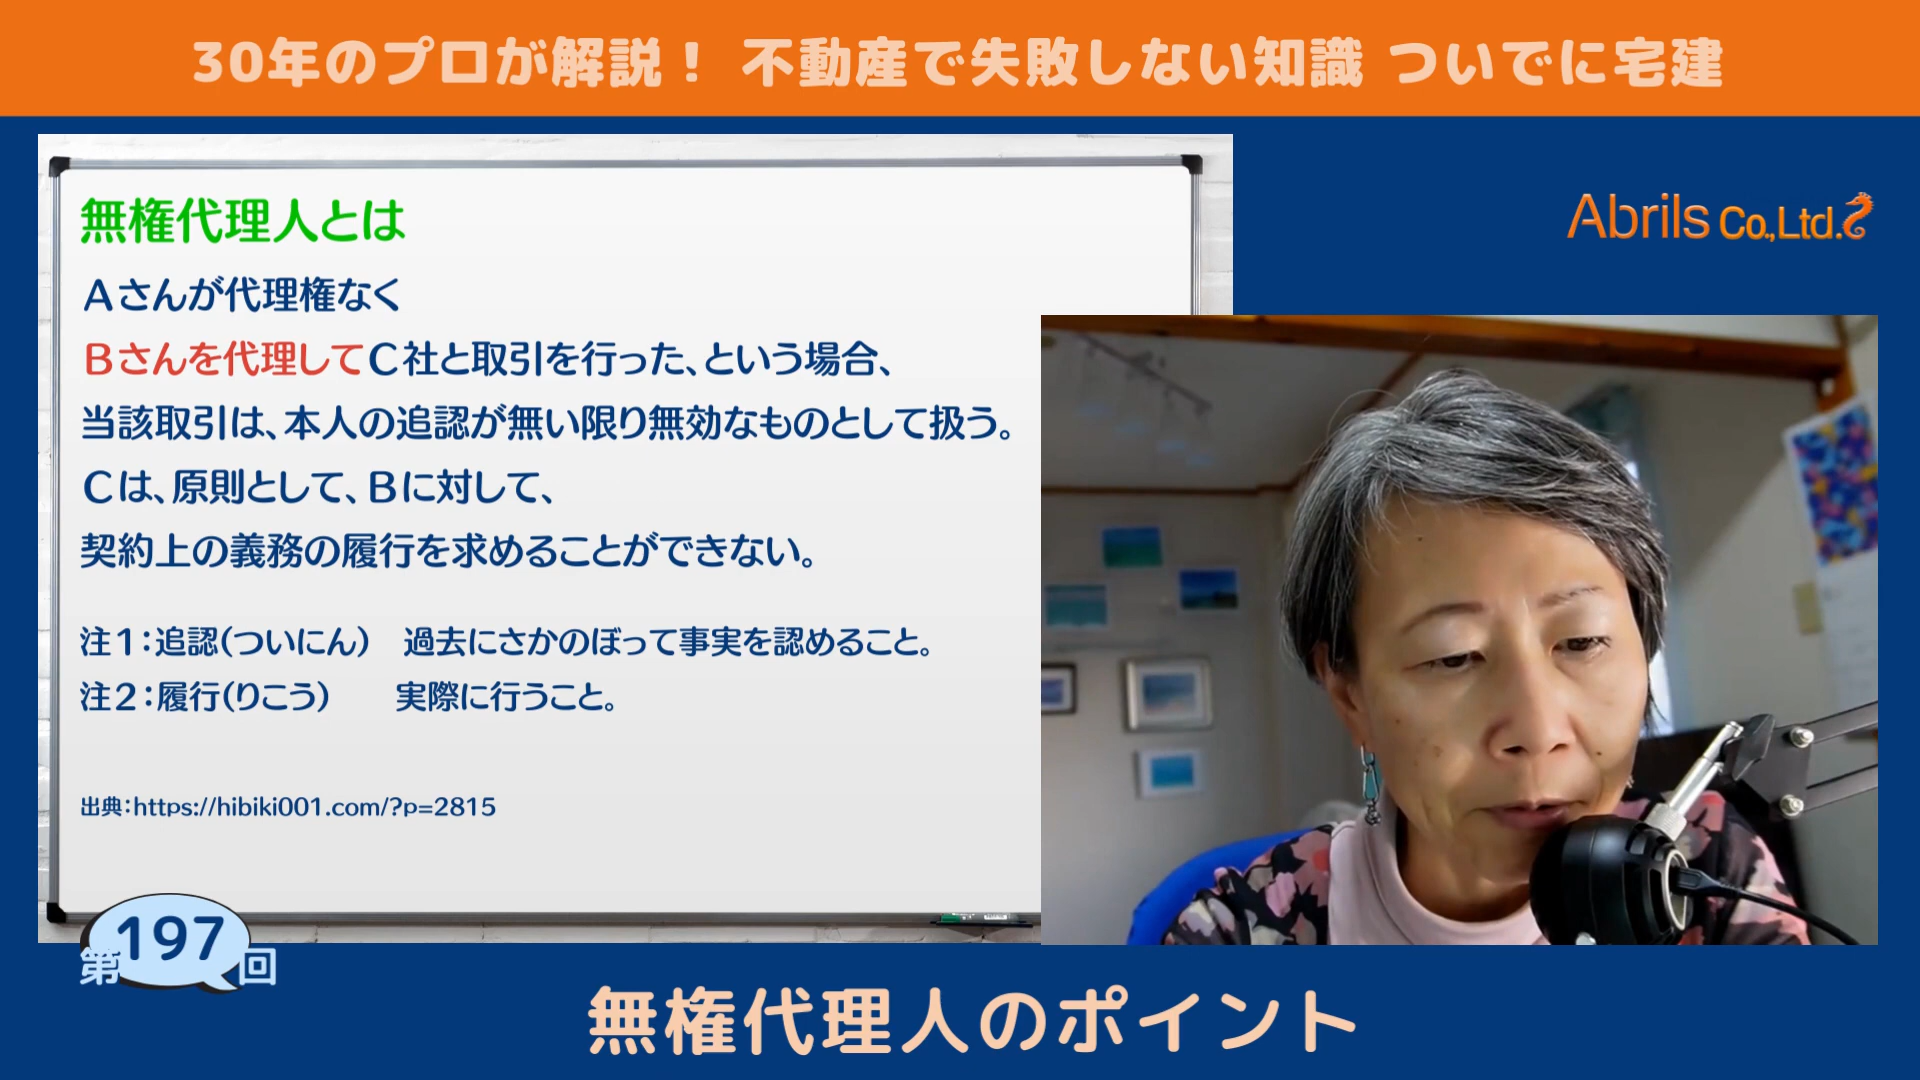 30年のプロが解説！ 不動産で失敗しない知識 ついでに宅建
Abrils Co.,Ltd.
無権代理人とは
Aさんが代理権なく
Bさんを代理してC社と取引を行った、という場合、
当該取引は、本人の追認が無い限り無効なものとして扱う。
Cは、原則として、Bに対して、
契約上の義務の履行を求めることができない。
注1：追認（ついにん） 過去にさかのぼって事実を認めること。
注2：履行（りこう） 実際に行うこと。
出典：https://hibiki001.com/?p=2815
第197回
無権代理人のポイント